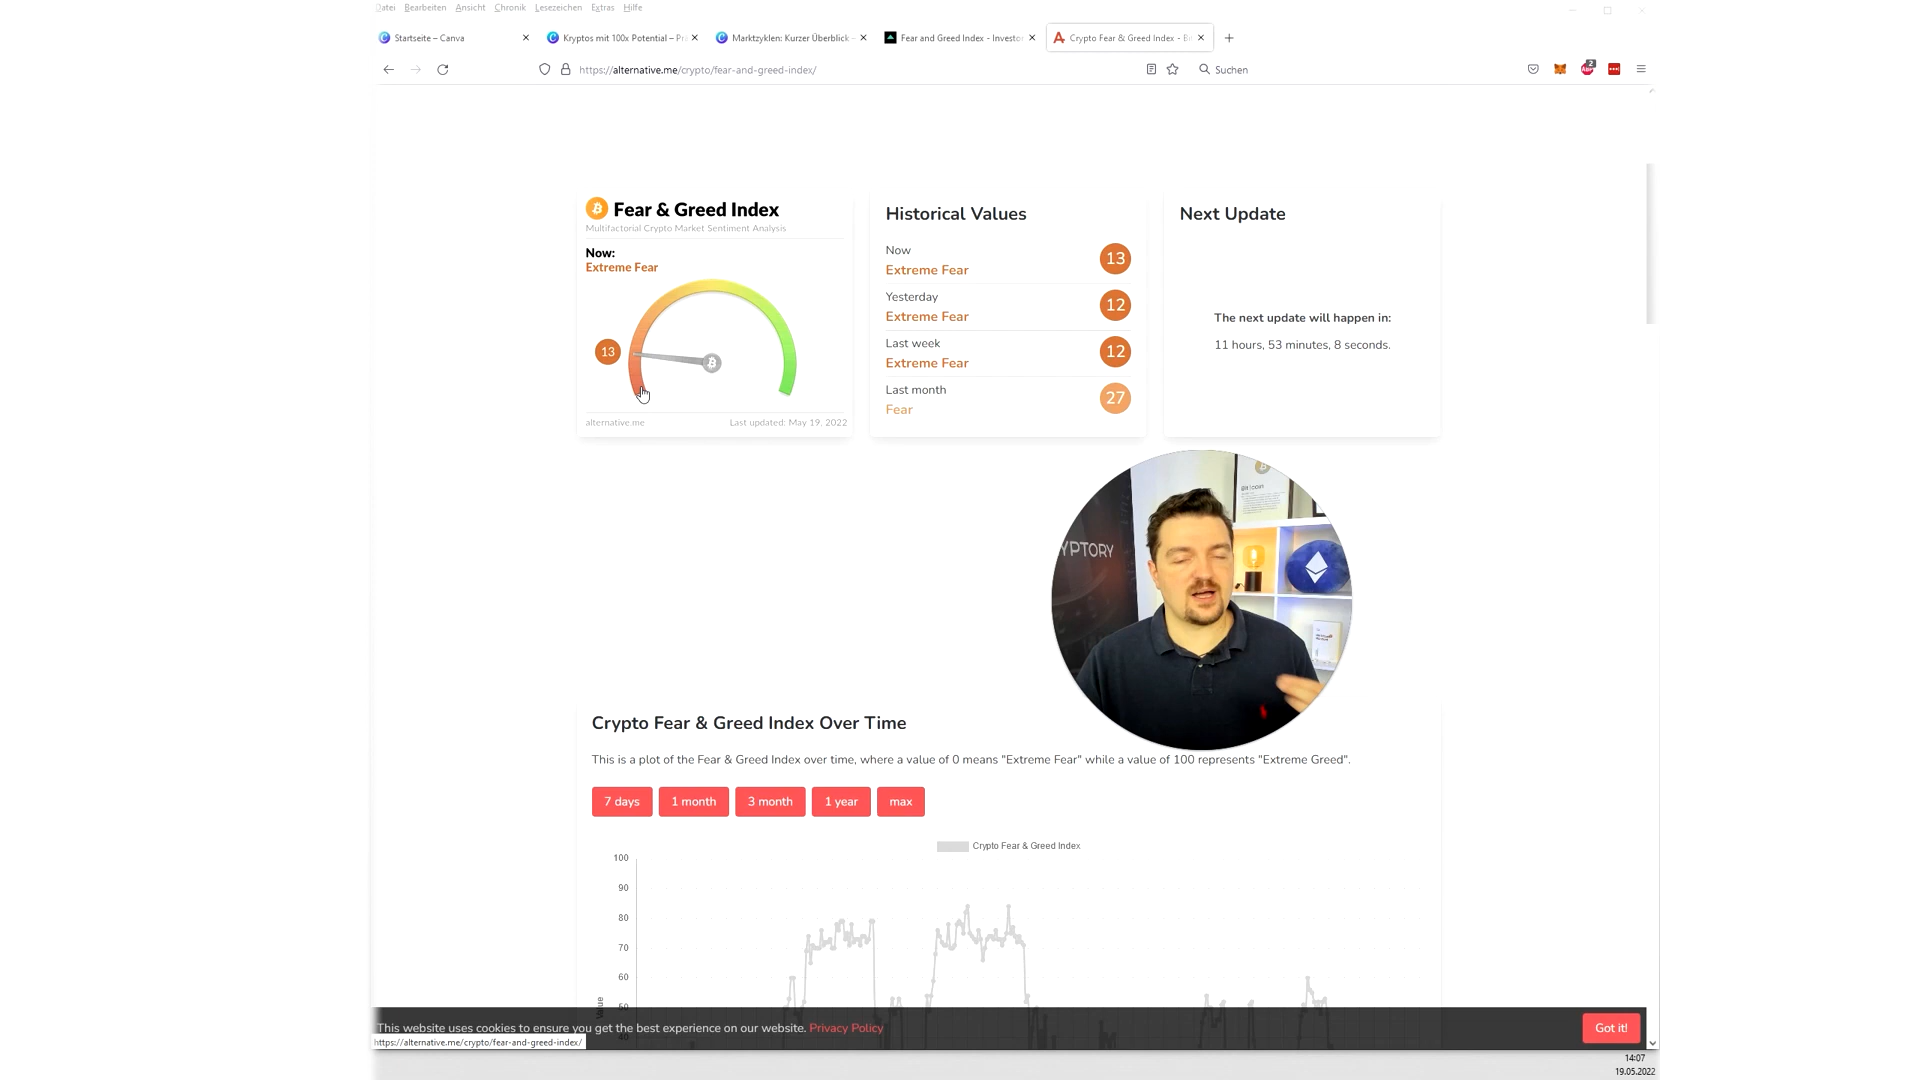 Datei Bearbeiten Ansicht Chronik Lesezeichen Extras Hilfe
Startseite – Canva
Kryptos mit 100x Potential – Pr
Marktzyklen: Kurzer Überblick –
Fear and Greed Index - Investor
Crypto Fear & Greed Index - Bi
https://alternative.me/crypto/fear-and-greed-index/
Suchen
2
Fear & Greed Index
Multifactorial Crypto Market Sentiment Analysis
Now:
Extreme Fear
13
alternative.me
Last updated: May 19, 2022
Historical Values
Now
Extreme Fear
13
Yesterday
Extreme Fear
12
Last week
Extreme Fear
12
Last month
Fear
27
Next Update
The next update will happen in:
11 hours, 53 minutes, 8 seconds.
Bit coin
YPTORY
Crypto Fear & Greed Index Over Time
This is a plot of the Fear & Greed Index over time, where a value of 0 means "Extreme Fear" while a value of 100 represents "Extreme Greed".
7 days 1 month 3 month 1 year max
Crypto Fear & Greed Index
100
90
80
70
60
50
40
Value
This website uses cookies to ensure you get the best experience on our website. Privacy Policy
Got it!
https://alternative.me/crypto/fear-and-greed-index/
14:07
19.05.2022